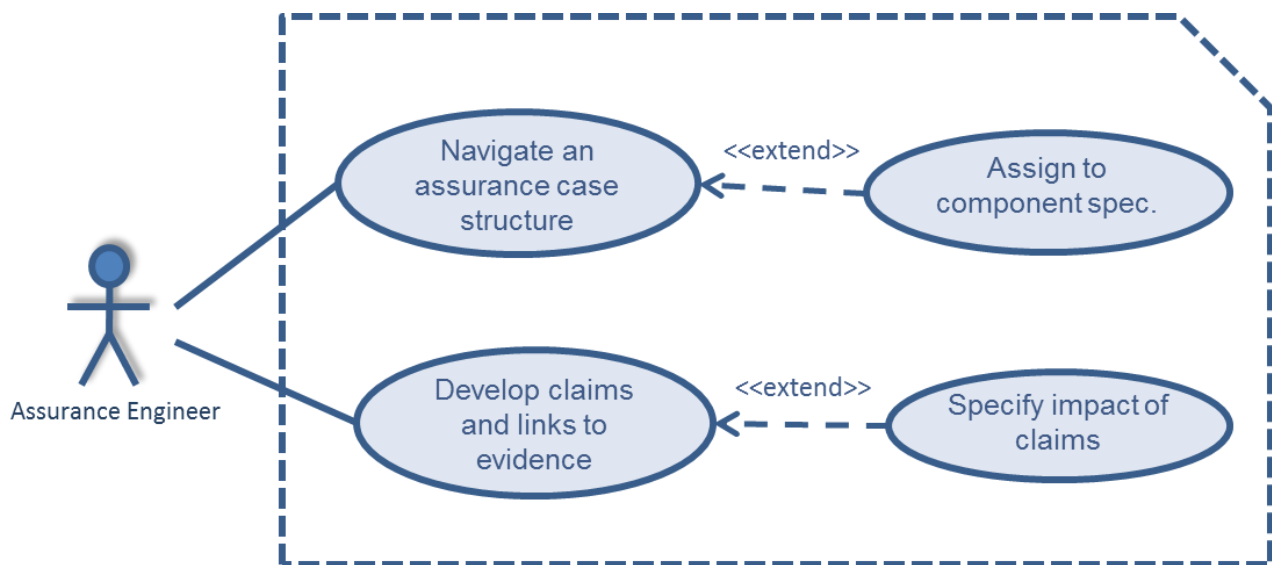 Navigate an
assurance case
structure
<<extend>>
Assign to
component spec.
Assurance Engineer
Develop claims
and links to
evidence
<<extend>>
Specify impact of
claims